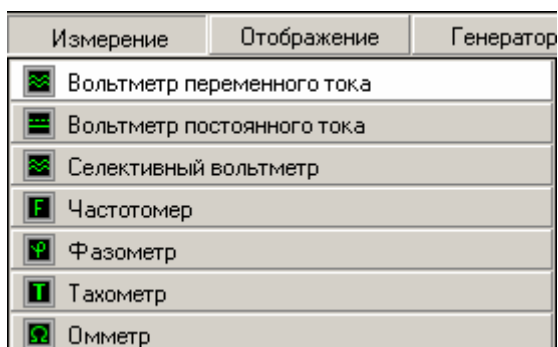 Измерение Отображение Генератор
Вольтметр переменного тока
Вольтметр постоянного тока
Селективный вольтметр
F Частотомер
φ Фазометр
T Тахометр
Ω Омметр